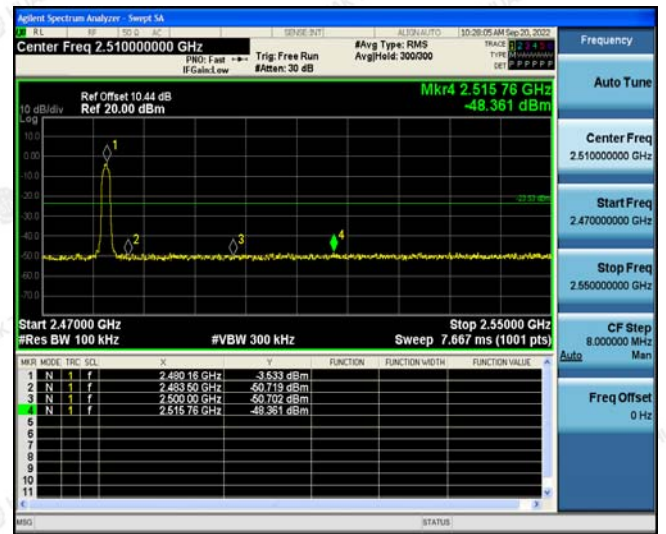 Agilent Spectrum Analyzer - Swept SA
RL RF 50 Ω AC SENSE:INT ALIGNAUTO 10:28:05 AM Sep 20, 2022
Center Freq 2.510000000 GHz #Avg Type: RMS TRACE 1 2 3 4 5 6
PNO: Fast Trig: Free Run Avg|Hold: 300/300 TYPE
IFGain:Low #Atten: 30 dB DET P P P P P P
Mkr4 2.515 76 GHz
-48.361 dBm
Ref Offset 10.44 dB
10 dB/div Ref 20.00 dBm
Log
10.0
0.00
-10.0
-20.0
-23.53 dBm
-30.0
-40.0
-50.0
-60.0
-70.0
1
2
3
4
Start 2.47000 GHz Stop 2.55000 GHz
#Res BW 100 kHz #VBW 300 kHz Sweep 7.667 ms (1001 pts)
MKR MODE TRC SCL X Y FUNCTION FUNCTION WIDTH FUNCTION VALUE
1 N 1 f 2.480 16 GHz -3.533 dBm
2 N 1 f 2.483 50 GHz -50.719 dBm
3 N 1 f 2.500 00 GHz -50.702 dBm
4 N 1 f 2.515 76 GHz -48.361 dBm
5
6
7
8
9
10
11
MSG STATUS
Frequency
Auto Tune
Center Freq
2.510000000 GHz
Start Freq
2.470000000 GHz
Stop Freq
2.550000000 GHz
CF Step
8.000000 MHz
Auto Man
Freq Offset
0 Hz